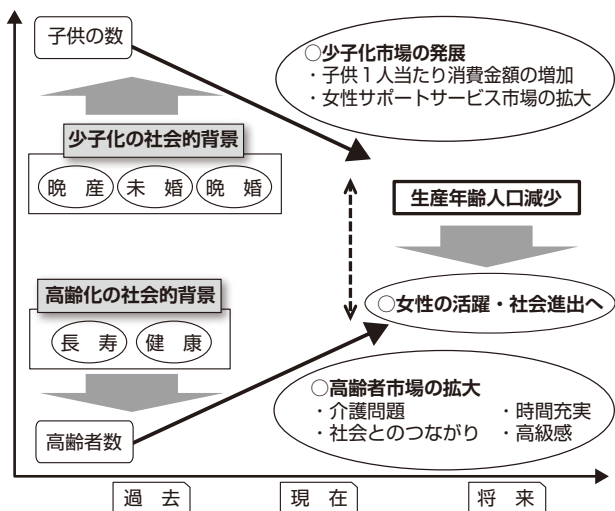 子供の数
○少子化市場の発展
・子供1人当たり消費金額の増加
・女性サポートサービス市場の拡大
少子化の社会的背景
晩 産 未 婚 晩 婚
生産年齢人口減少
高齢化の社会的背景
○女性の活躍・社会進出へ
長 寿 健 康
○高齢者市場の拡大
・介護問題 ・時間充実
・社会とのつながり ・高級感
高齢者数
過 去 現 在 将 来